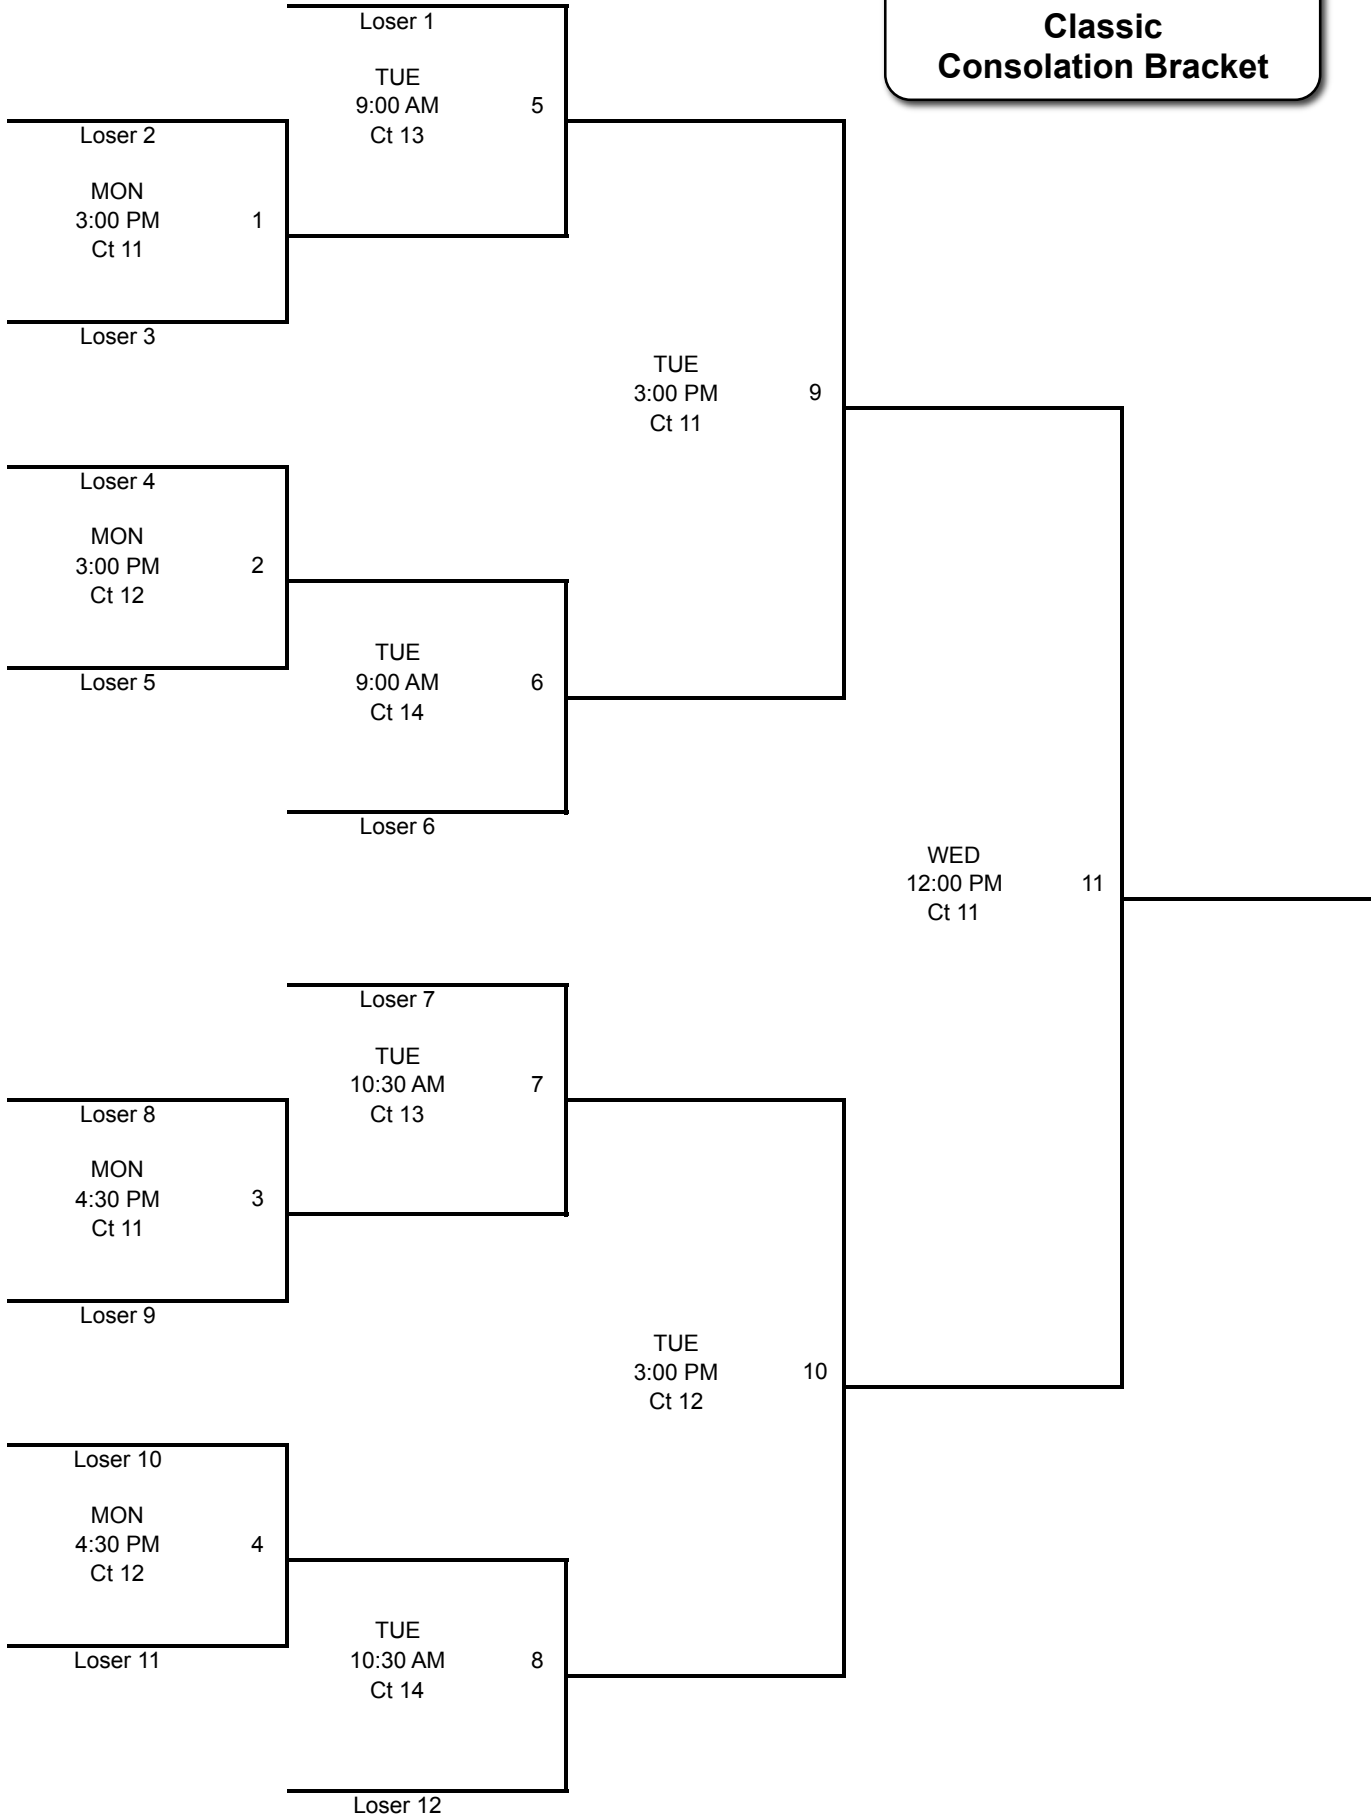 Classic
Consolation Bracket
Loser 1
TUE
9:00 AM 5
Ct 13
Loser 2
MON
3:00 PM 1
Ct 11
Loser 3
TUE
3:00 PM 9
Ct 11
Loser 4
MON
3:00 PM 2
Ct 12
Loser 5
TUE
9:00 AM 6
Ct 14
Loser 6
WED
12:00 PM 11
Ct 11
Loser 7
TUE
10:30 AM 7
Ct 13
Loser 8
MON
4:30 PM 3
Ct 11
Loser 9
TUE
3:00 PM 10
Ct 12
Loser 10
MON
4:30 PM 4
Ct 12
Loser 11
TUE
10:30 AM 8
Ct 14
Loser 12